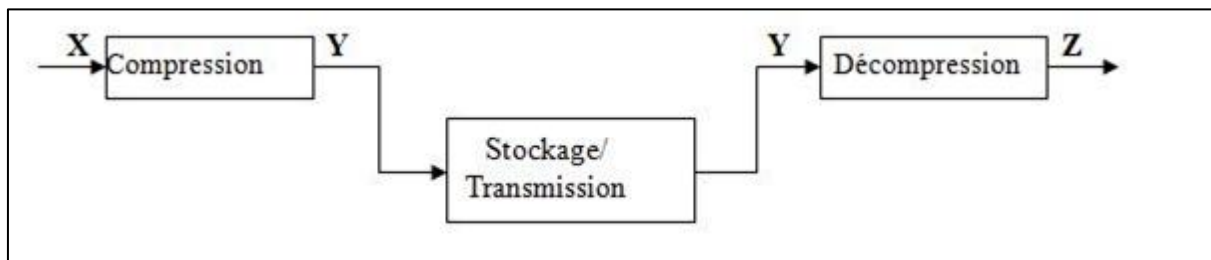 X
Compression
Y
Stockage/
Transmission
Y
Décompression
Z